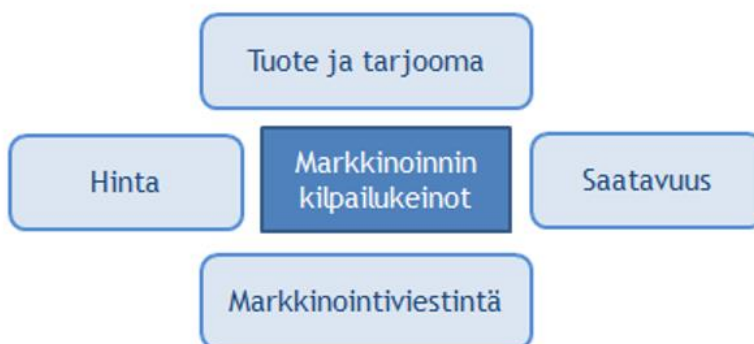 Tuote ja tarjooma
Hinta
Markkinoinnin
kilpailukeinot
Saatavuus
Markkinointiviestintä